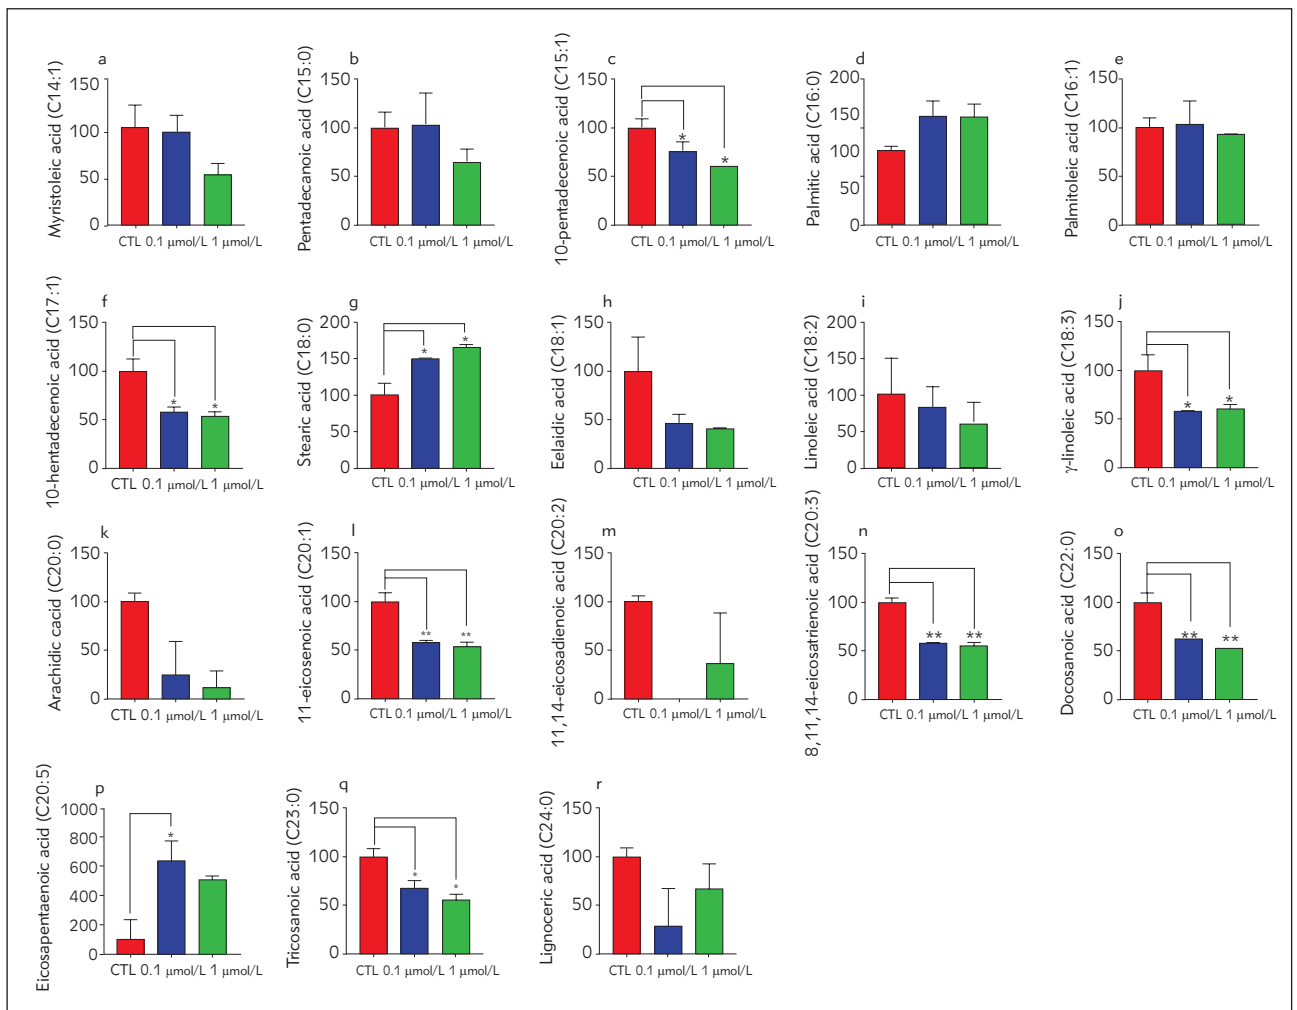 a
Myristoleic acid (C14:1)
150
100
50
0
CTL 0.1 µmol/L 1 µmol/L
b
Pentadecanoic acid (C15:0)
150
100
50
0
CTL 0.1 µmol/L 1 µmol/L
c
10-pentadecenoic acid (C15:1)
150
100
50
0
*
*
CTL 0.1 µmol/L 1 µmol/L
d
Palmitic acid (C16:0)
200
150
100
50
0
CTL 0.1 µmol/L 1 µmol/L
e
Palmitoleic acid (C16:1)
150
100
50
0
CTL 0.1 µmol/L 1 µmol/L
f
10-hentadecenoic acid (C17:1)
150
100
50
0
*
*
CTL 0.1 µmol/L 1 µmol/L
g
Stearic acid (C18:0)
200
150
100
50
0
*
*
CTL 0.1 µmol/L 1 µmol/L
h
Eelaidic acid (C18:1)
150
100
50
0
CTL 0.1 µmol/L 1 µmol/L
i
Linoleic acid (C18:2)
200
150
100
50
0
CTL 0.1 µmol/L 1 µmol/L
j
γ-linoleic acid (C18:3)
150
100
50
0
*
*
CTL 0.1 µmol/L 1 µmol/L
k
Arachidic cacid (C20:0)
150
100
50
0
CTL 0.1 µmol/L 1 µmol/L
l
11-eicosenoic acid (C20:1)
150
100
50
0
**
**
CTL 0.1 µmol/L 1 µmol/L
m
11,14-eicosadienoic acid (C20:2)
150
100
50
0
CTL 0.1 µmol/L 1 µmol/L
n
8,11,14-eicosatrienoic acid (C20:3)
150
100
50
0
**
**
CTL 0.1 µmol/L 1 µmol/L
o
Docosanoic acid (C22:0)
150
100
50
0
**
**
CTL 0.1 µmol/L 1 µmol/L
p
Eicosapentaenoic acid (C20:5)
1000
800
600
400
200
0
*
CTL 0.1 µmol/L 1 µmol/L
q
Tricosanoic acid (C23:0)
150
100
50
0
*
*
CTL 0.1 µmol/L 1 µmol/L
r
Lignoceric acid (C24:0)
150
100
50
0
CTL 0.1 µmol/L 1 µmol/L